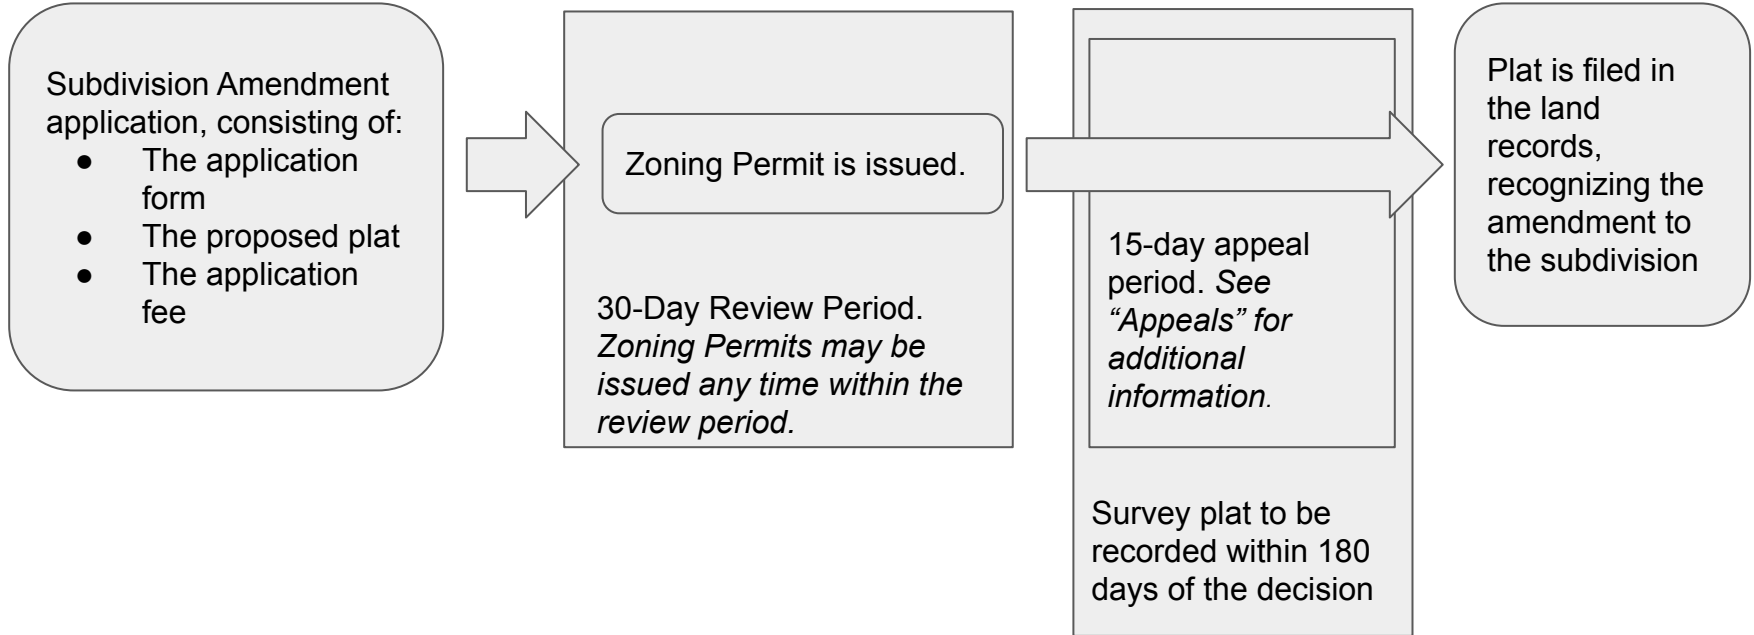 Subdivision Amendment
application, consisting of:
● The application
form
● The proposed plat
● The application
fee
Zoning Permit is issued.
30-Day Review Period.
Zoning Permits may be
issued any time within the
review period.
15-day appeal
period. See
“Appeals” for
additional
information.
Survey plat to be
recorded within 180
days of the decision
Plat is filed in
the land
records,
recognizing the
amendment to
the subdivision